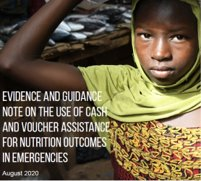 EVIDENCE AND GUIDANCE
NOTE ON THE USE OF CASH
AND VOUCHER ASSISTANCE
FOR NUTRITION OUTCOMES
IN EMERGENCIES
August 2020